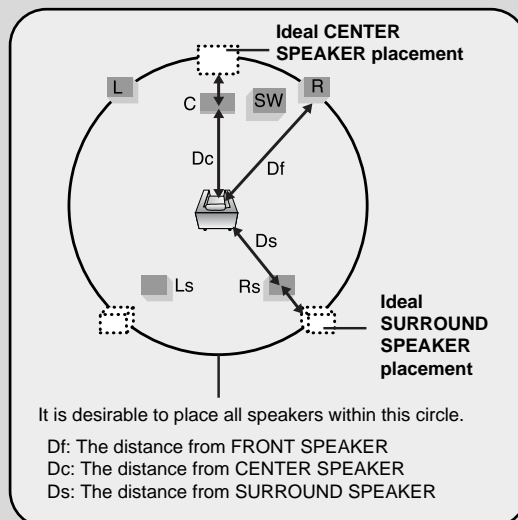 Ideal CENTER
SPEAKER placement
L
R
C
SW
Dc
Df
Ds
Ls
Rs
Ideal
SURROUND
SPEAKER
placement
It is desirable to place all speakers within this circle.
Df: The distance from FRONT SPEAKER
Dc: The distance from CENTER SPEAKER
Ds: The distance from SURROUND SPEAKER